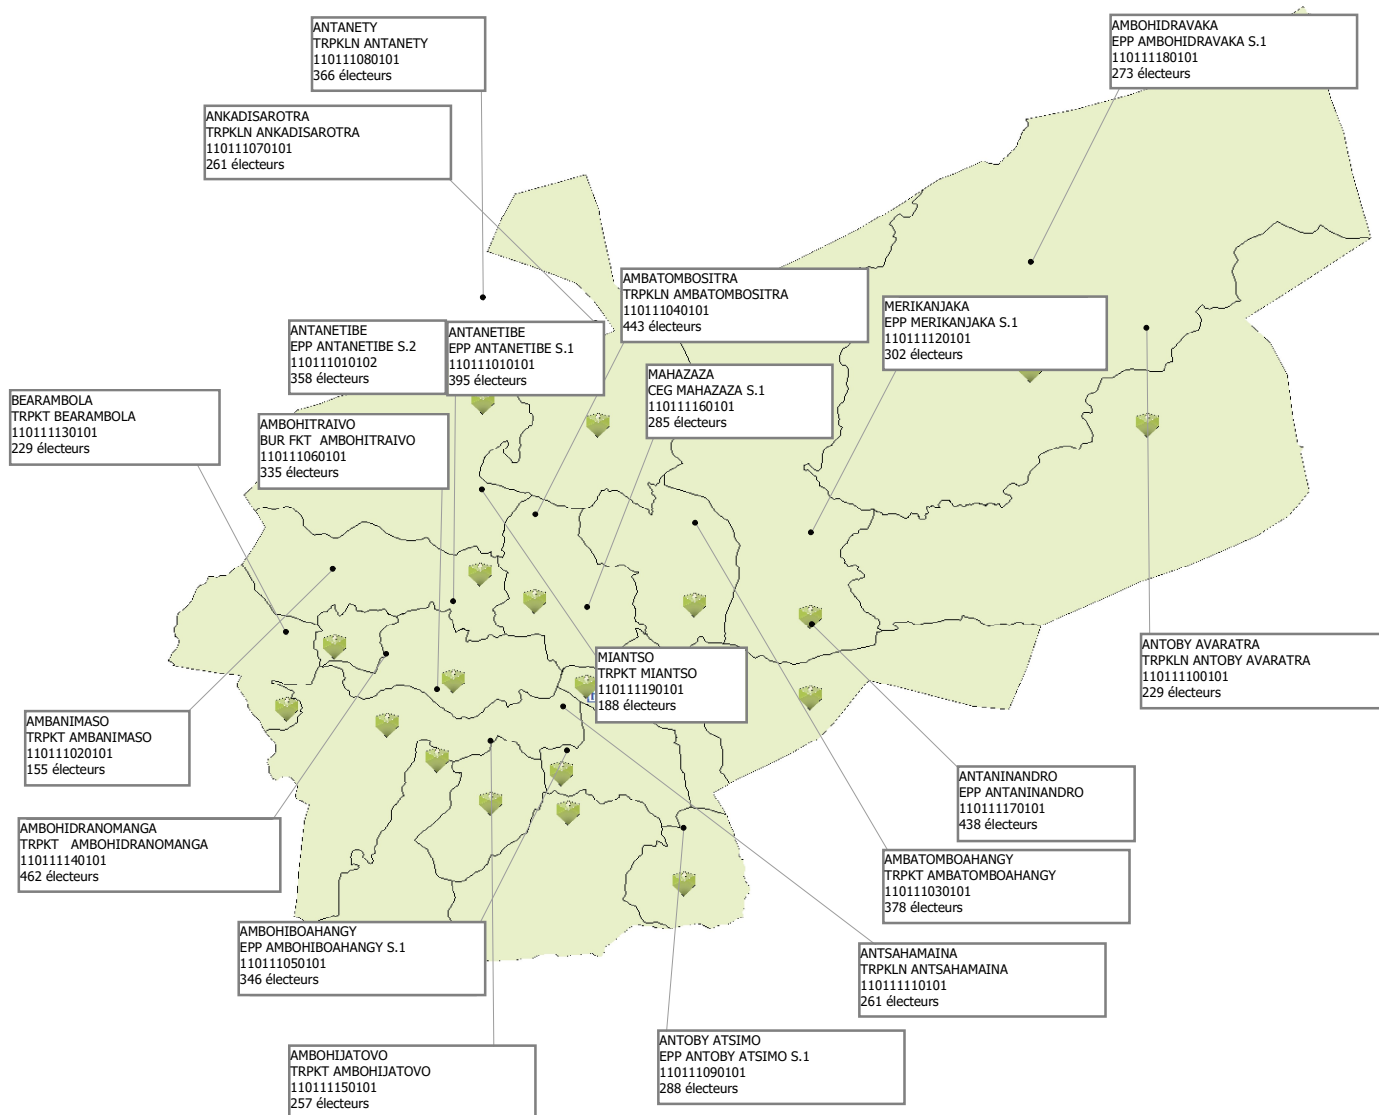 ANTANETY
TRPKLN ANTANETY
110111080101
366 électeurs
AMBOHIDRAVAKA
EPP AMBOHIDRAVAKA S.1
110111180101
273 électeurs
ANKADISAROTRA
TRPKLN ANKADISAROTRA
110111070101
261 électeurs
AMBATOMBOSITRA
TRPKLN AMBATOMBOSITRA
110111040101
443 électeurs
MERIKANJAKA
EPP MERIKANJAKA S.1
110111120101
302 électeurs
ANTANETIBE
EPP ANTANETIBE S.2
110111010102
358 électeurs
ANTANETIBE
EPP ANTANETIBE S.1
110111010101
395 électeurs
MAHAZAZA
CEG MAHAZAZA S.1
110111160101
285 électeurs
BEARAMBOLA
TRPKT BEARAMBOLA
110111130101
229 électeurs
AMBOHITRAIVO
BUR FKT  AMBOHITRAIVO
110111060101
335 électeurs
MIANTSO
TRPKT MIANTSO
110111190101
188 électeurs
ANTOBY AVARATRA
TRPKLN ANTOBY AVARATRA
110111100101
229 électeurs
AMBANIMASO
TRPKT AMBANIMASO
110111020101
155 électeurs
ANTANINANDRO
EPP ANTANINANDRO
110111170101
438 électeurs
AMBOHIDRANOMANGA
TRPKT   AMBOHIDRANOMANGA
110111140101
462 électeurs
AMBATOMBOAHANGY
TRPKT AMBATOMBOAHANGY
110111030101
378 électeurs
AMBOHIBOAHANGY
EPP AMBOHIBOAHANGY S.1
110111050101
346 électeurs
ANTSAHAMAINA
TRPKLN ANTSAHAMAINA
110111110101
261 électeurs
AMBOHIJATOVO
TRPKT AMBOHIJATOVO
110111150101
257 électeurs
ANTOBY ATSIMO
EPP ANTOBY ATSIMO S.1
110111090101
288 électeurs